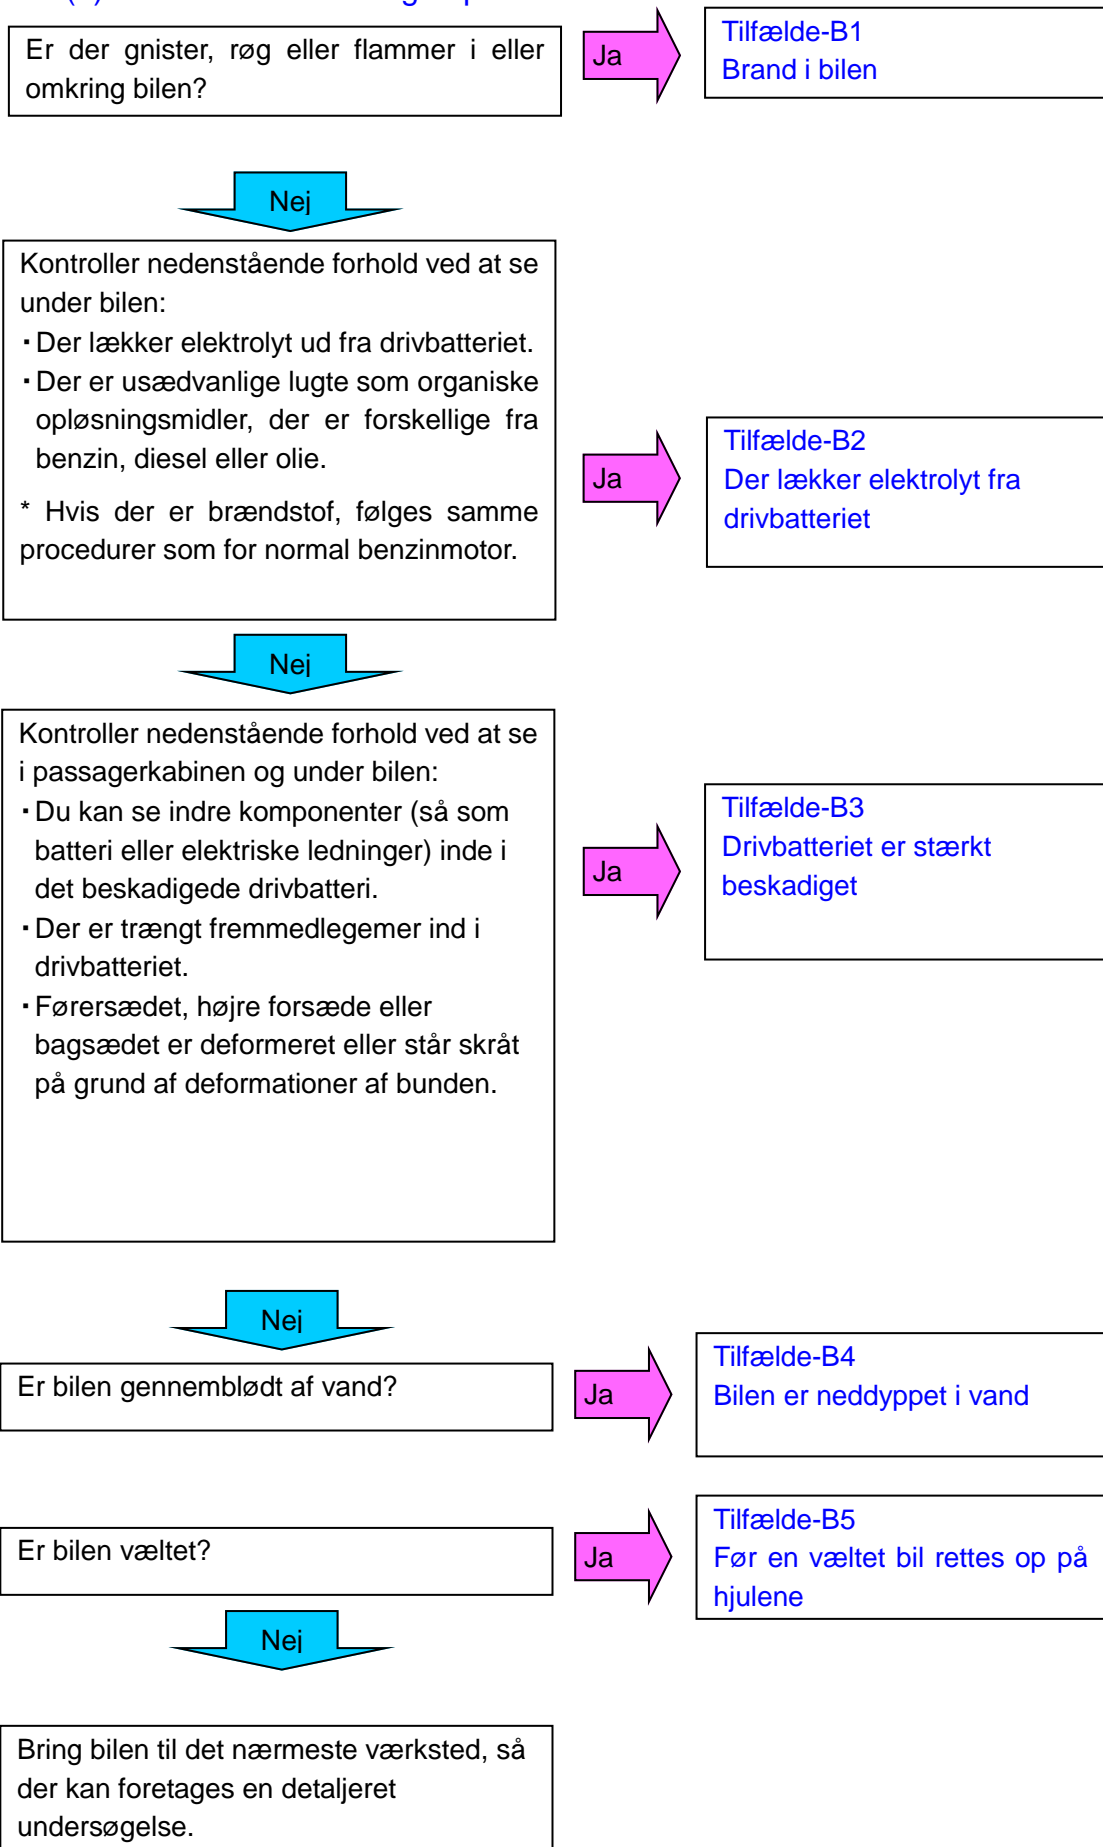 Er der gnister, røg eller flammer i eller
omkring bilen?
Ja
Tilfælde-B1
Brand i bilen
Nej
Kontroller nedenstående forhold ved at se
under bilen:
・Der lækker elektrolyt ud fra drivbatteriet.
・Der er usædvanlige lugte som organiske
opløsningsmidler, der er forskellige fra
benzin, diesel eller olie.
* Hvis der er brændstof, følges samme
procedurer som for normal benzinmotor.
Ja
Tilfælde-B2
Der lækker elektrolyt fra
drivbatteriet
Nej
Kontroller nedenstående forhold ved at se
i passagerkabinen og under bilen:
・Du kan se indre komponenter (så som
batteri eller elektriske ledninger) inde i
det beskadigede drivbatteri.
・Der er trængt fremmedlegemer ind i
drivbatteriet.
・Førersædet, højre forsæde eller
bagsædet er deformeret eller står skråt
på grund af deformationer af bunden.
Ja
Tilfælde-B3
Drivbatteriet er stærkt
beskadiget
Nej
Er bilen gennemblødt af vand?
Ja
Tilfælde-B4
Bilen er neddyppet i vand
Er bilen væltet?
Ja
Tilfælde-B5
Før en væltet bil rettes op på
hjulene
Nej
Bring bilen til det nærmeste værksted, så
der kan foretages en detaljeret
undersøgelse.